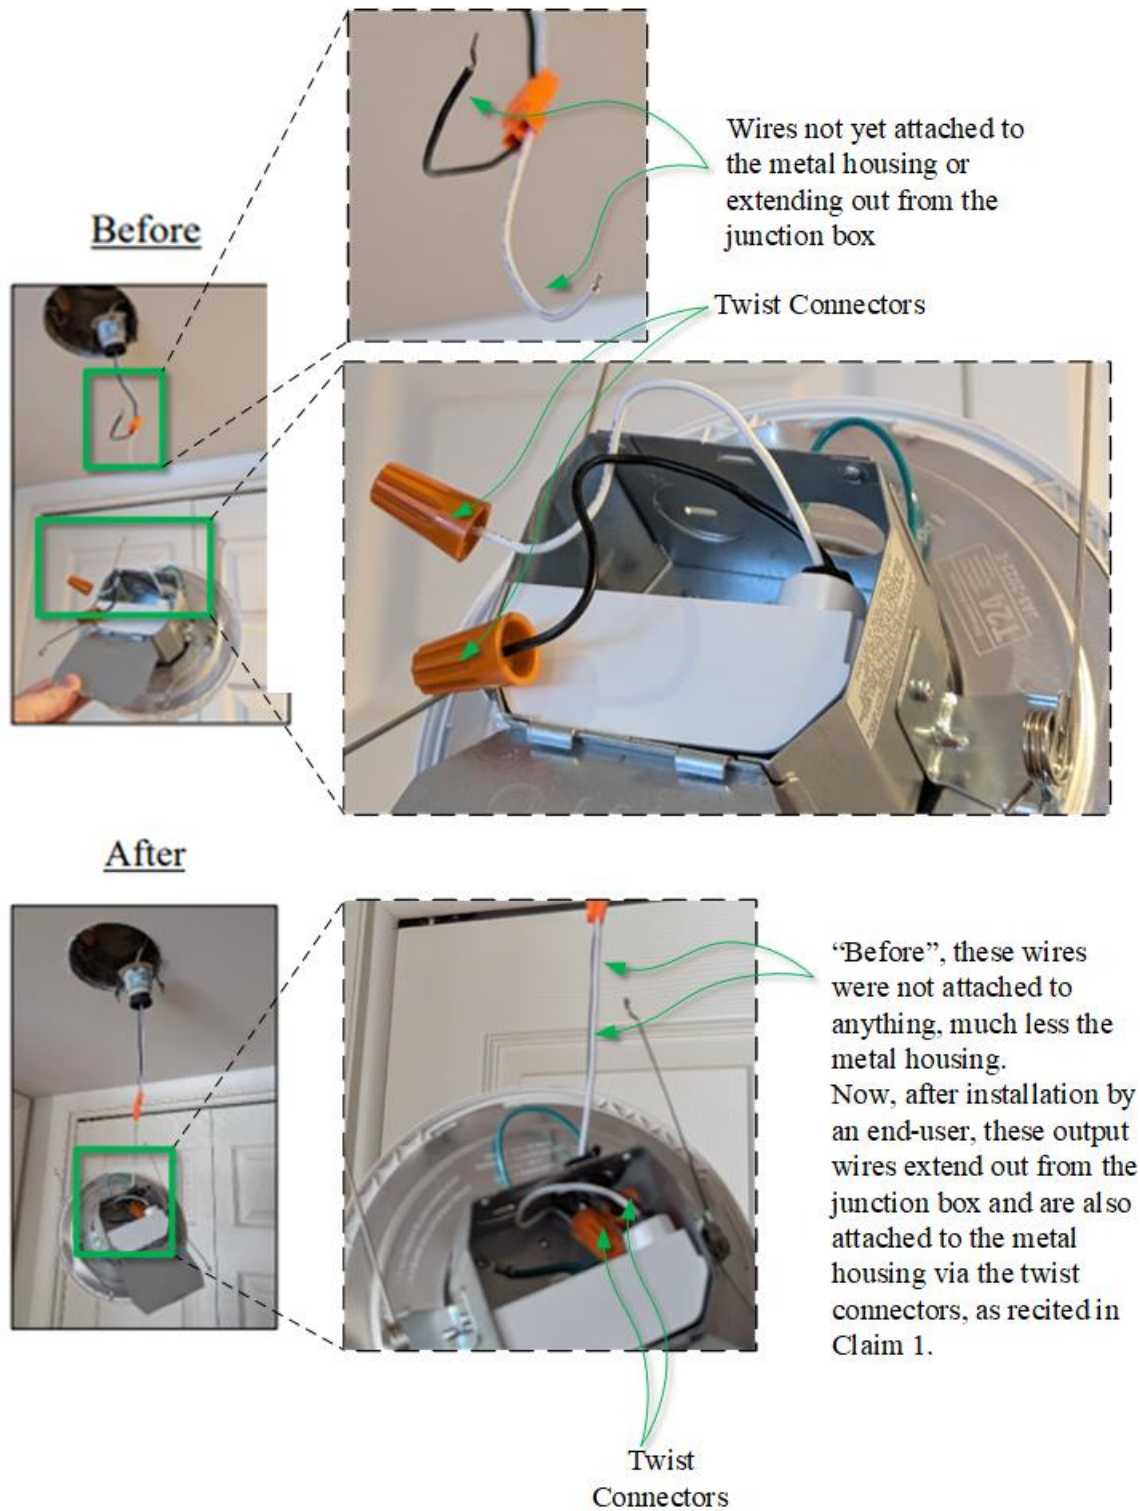 Before
Wires not yet attached to
the metal housing or
extending out from the
junction box
Twist Connectors
T24
After
“Before”, these wires
were not attached to
anything, much less the
metal housing.
Now, after installation by
an end-user, these output
wires extend out from the
junction box and are also
attached to the metal
housing via the twist
connectors, as recited in
Claim 1.
Twist
Connectors